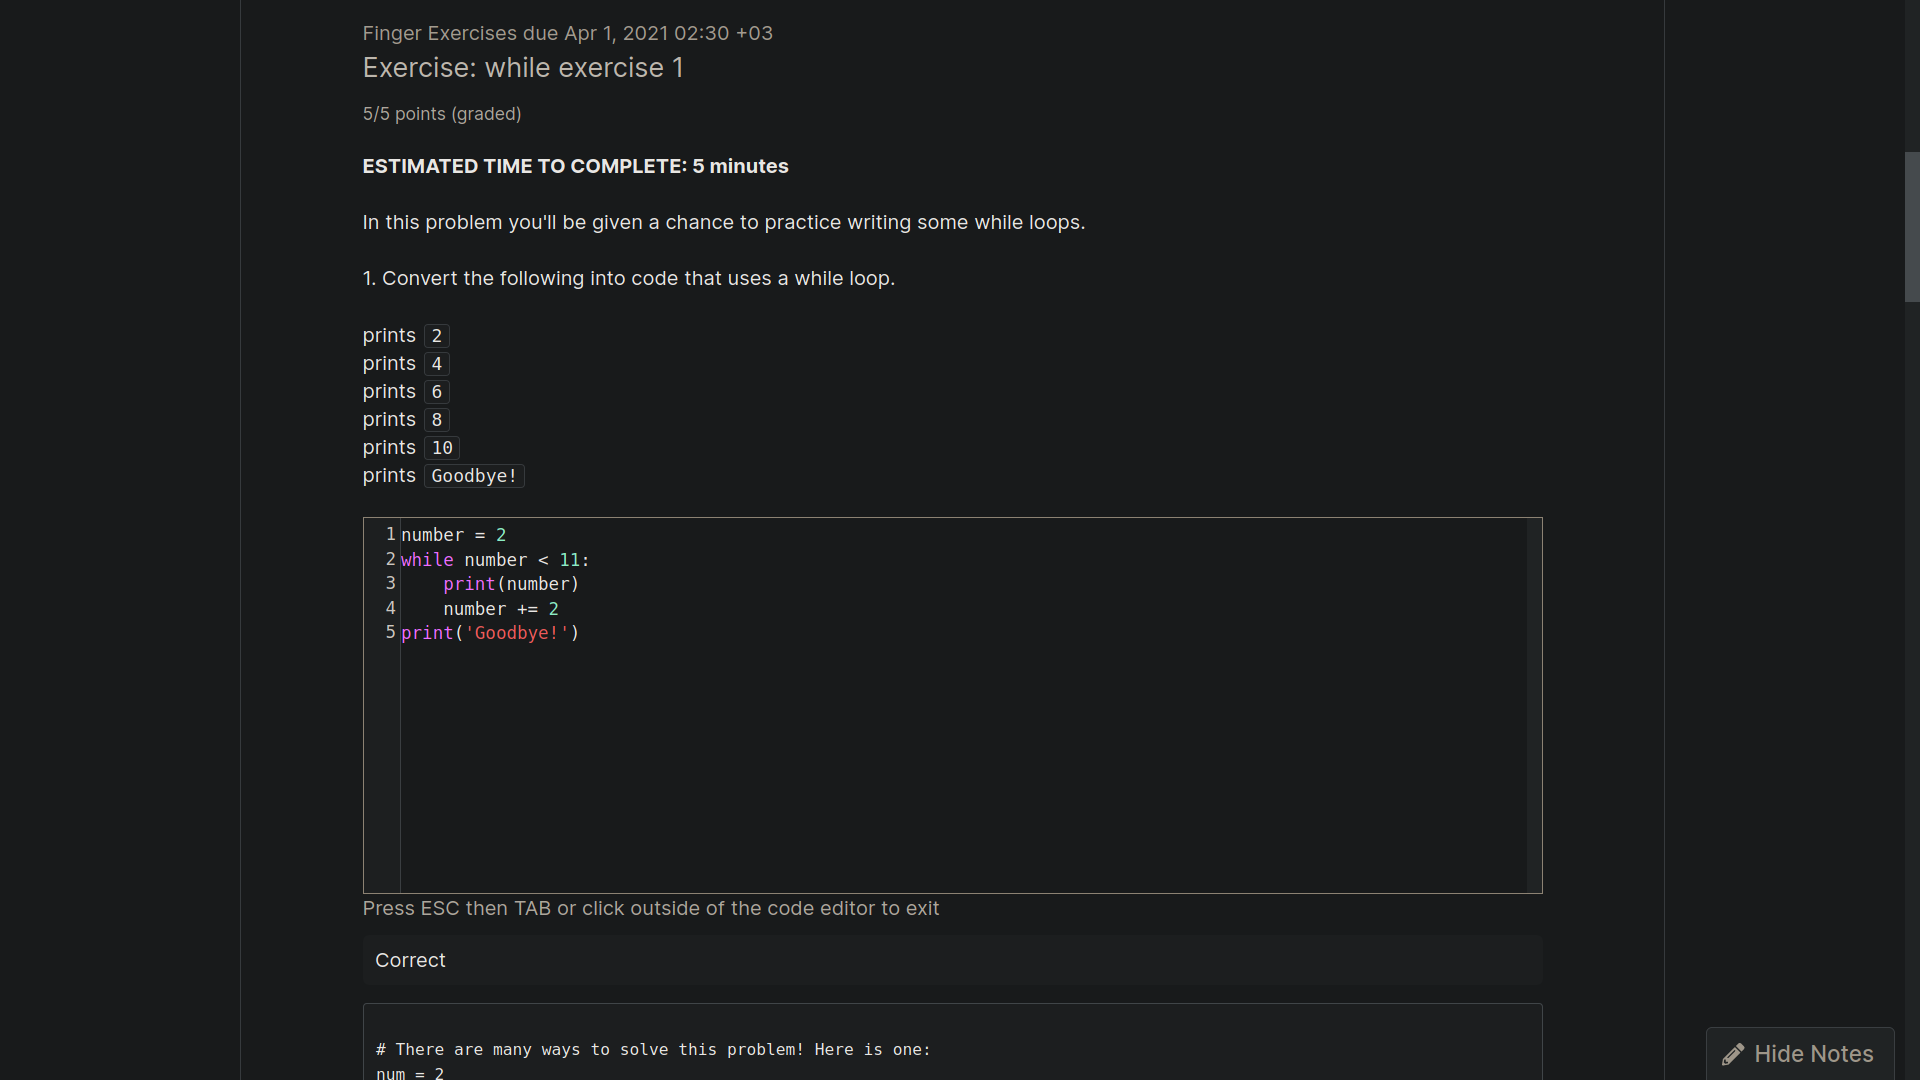 Finger Exercises due Apr 1, 2021 02:30 +03
Exercise: while exercise 1
5/5 points (graded)
ESTIMATED TIME TO COMPLETE: 5 minutes
In this problem you'll be given a chance to practice writing some while loops.
1. Convert the following into code that uses a while loop.
prints 2
prints 4
prints 6
prints 8
prints 10
prints Goodbye!
1 number = 2
2 while number < 11:
3     print(number)
4     number += 2
5 print('Goodbye!')
Press ESC then TAB or click outside of the code editor to exit
Correct
# There are many ways to solve this problem! Here is one:
num = 2
Hide Notes